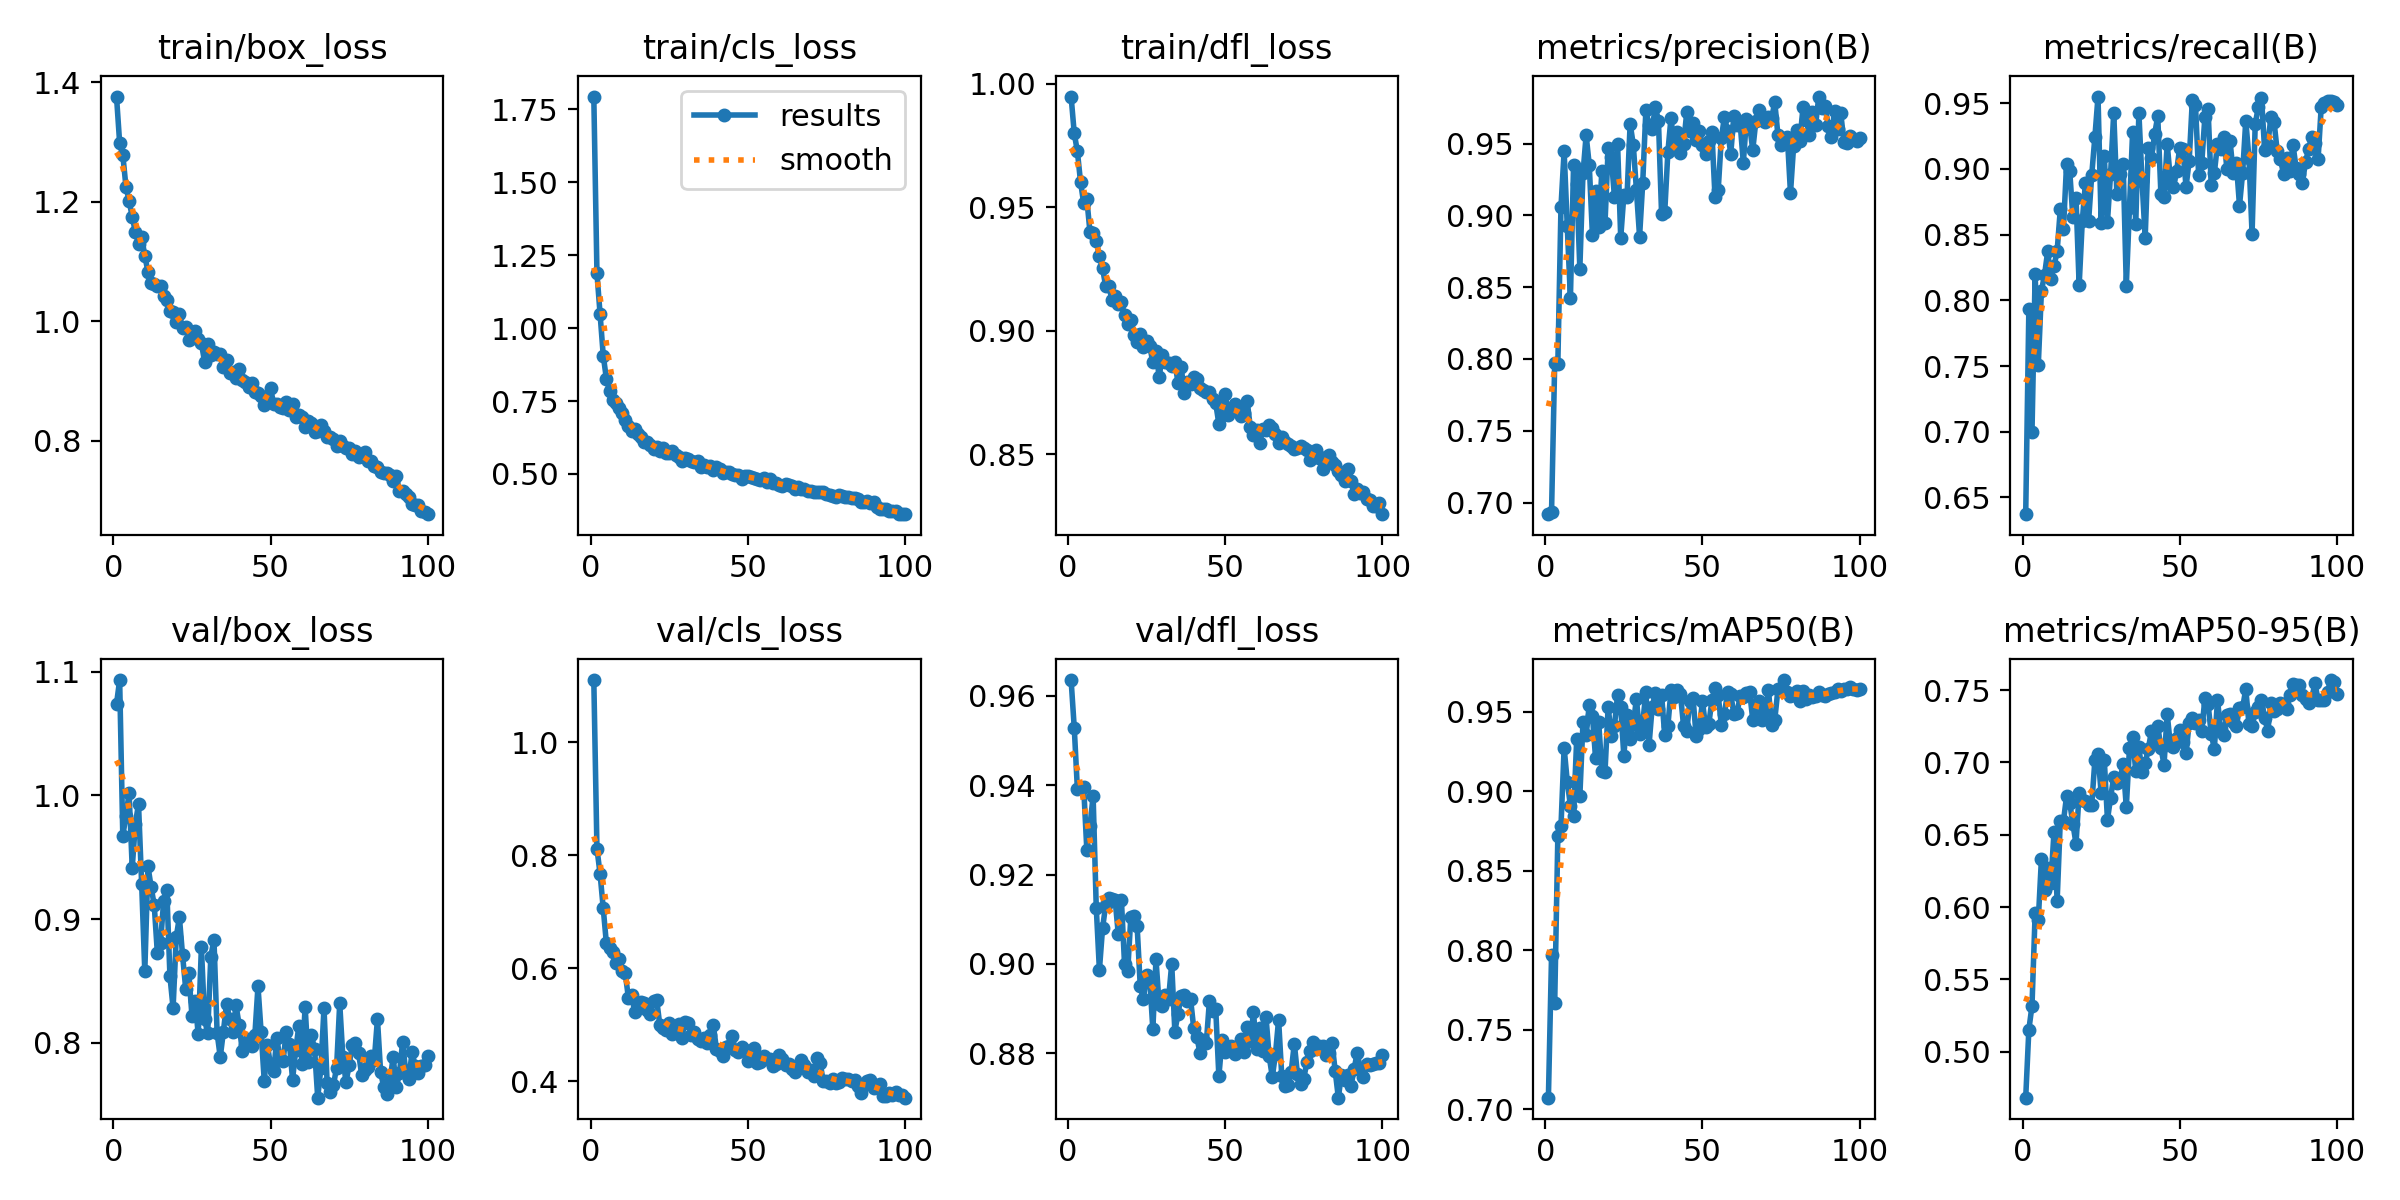 train/box_loss
1.4
1.2
1.0
0.8
0 50 100
train/cls_loss
results
smooth
1.75
1.50
1.25
1.00
0.75
0.50
0 50 100
train/dfl_loss
1.00
0.95
0.90
0.85
0 50 100
metrics/precision(B)
0.95
0.90
0.85
0.80
0.75
0.70
0 50 100
metrics/recall(B)
0.95
0.90
0.85
0.80
0.75
0.70
0.65
0 50 100
val/box_loss
1.1
1.0
0.9
0.8
0 50 100
val/cls_loss
1.0
0.8
0.6
0.4
0 50 100
val/dfl_loss
0.96
0.94
0.92
0.90
0.88
0 50 100
metrics/mAP50(B)
0.95
0.90
0.85
0.80
0.75
0.70
0 50 100
metrics/mAP50-95(B)
0.75
0.70
0.65
0.60
0.55
0.50
0 50 100